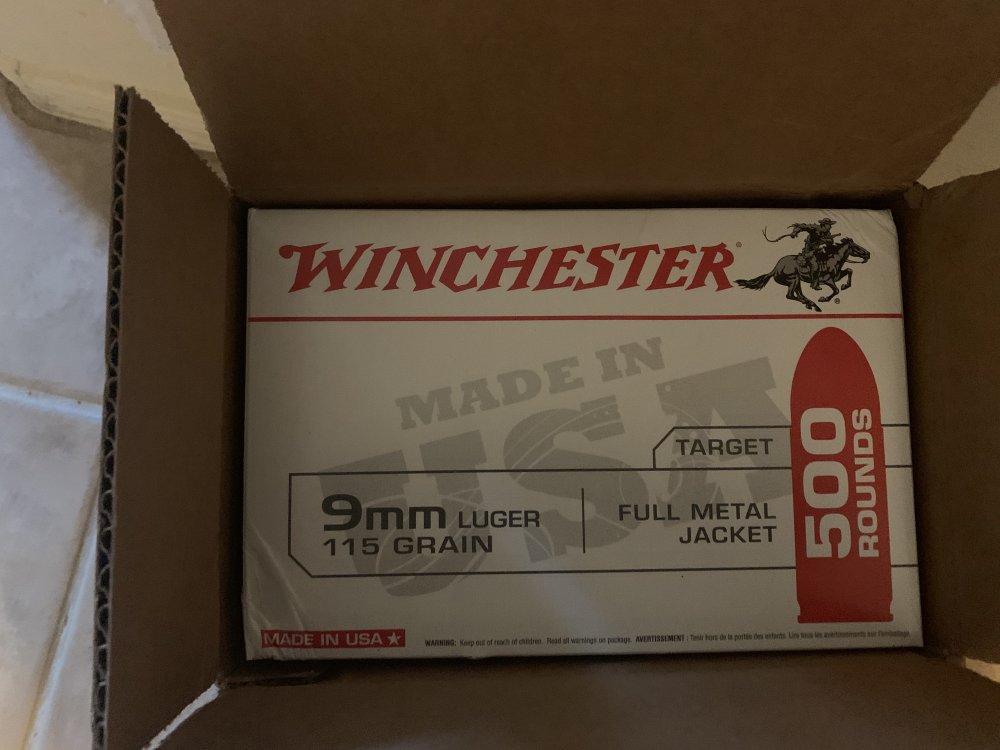 WINCHESTER®
MADE IN
USA
TARGET
9mm LUGER
115 GRAIN
FULL METAL
JACKET
500
ROUNDS
MADE IN USA
WARNING: Keep out of reach of children. Read all warnings on package. AVERTISSEMENT : Tenir hors de la portée des enfants. Lire tous les avertissements sur l'emballage.